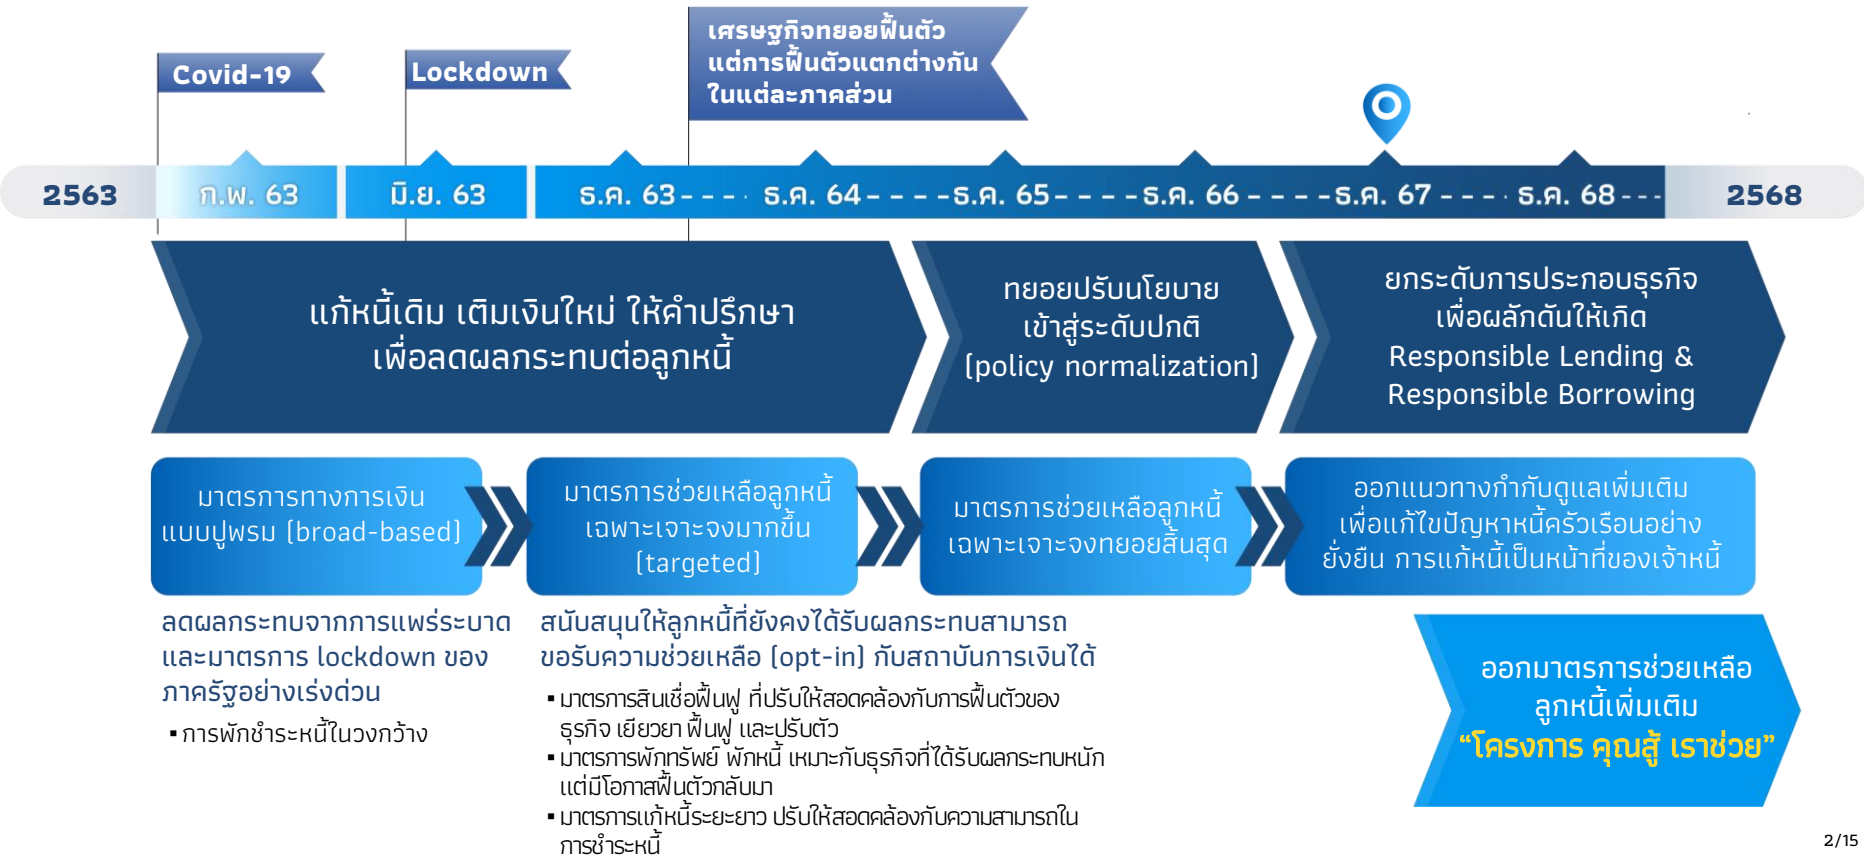 Covid-19
Lockdown
เศรษฐกิจทยอยฟื้นตัว
แต่การฟื้นตัวแตกต่างกัน
ในแต่ละภาคส่วน
2563
ก.พ. 63
มิ.ย. 63
ธ.ค. 63
ธ.ค. 64
ธ.ค. 65
ธ.ค. 66
ธ.ค. 67
ธ.ค. 68
2568
แก้หนี้เดิม เติมเงินใหม่ ให้คำปรึกษา
เพื่อลดผลกระทบต่อลูกหนี้
ทยอยปรับนโยบาย
เข้าสู่ระดับปกติ
(policy normalization)
ยกระดับการประกอบธุรกิจ
เพื่อผลักดันให้เกิด
Responsible Lending &
Responsible Borrowing
มาตรการทางการเงิน
แบบปูพรม (broad-based)
มาตรการช่วยเหลือลูกหนี้
เฉพาะเจาะจงมากขึ้น
(targeted)
มาตรการช่วยเหลือลูกหนี้
เฉพาะเจาะจงทยอยสิ้นสุด
ออกแนวทางกำกับดูแลเพิ่มเติม
เพื่อแก้ไขปัญหาหนี้ครัวเรือนอย่าง
ยั่งยืน การแก้หนี้เป็นหน้าที่ของเจ้าหนี้
ลดผลกระทบจากการแพร่ระบาด
และมาตรการ lockdown ของ
ภาครัฐอย่างเร่งด่วน
▪ การพักชำระหนี้ในวงกว้าง
สนับสนุนให้ลูกหนี้ที่ยังคงได้รับผลกระทบสามารถ
ขอรับความช่วยเหลือ (opt-in) กับสถาบันการเงินได้
▪ มาตรการสินเชื่อฟื้นฟู ที่ปรับให้สอดคล้องกับการฟื้นตัวของ
ธุรกิจ เยียวยา ฟื้นฟู และปรับตัว
▪ มาตรการพักทรัพย์ พักหนี้ เหมาะกับธุรกิจที่ได้รับผลกระทบหนัก
แต่มีโอกาสฟื้นตัวกลับมา
▪ มาตรการแก้หนี้ระยะยาว ปรับให้สอดคล้องกับความสามารถใน
การชำระหนี้
ออกมาตรการช่วยเหลือ
ลูกหนี้เพิ่มเติม
“โครงการ คุณสู้ เราช่วย”
2/15